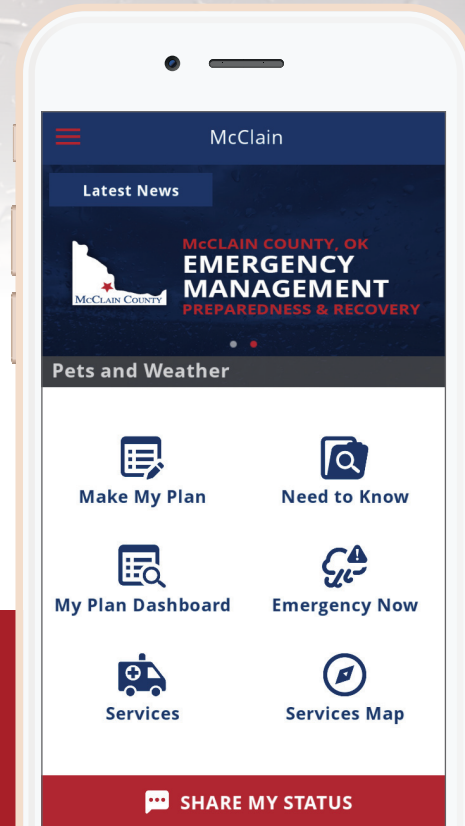 McClain
Latest News
McCLAIN COUNTY, OK
EMERGENCY
MANAGEMENT
PREPAREDNESS & RECOVERY
McClain County
Pets and Weather
Make My Plan
Need to Know
My Plan Dashboard
Emergency Now
Services
Services Map
SHARE MY STATUS